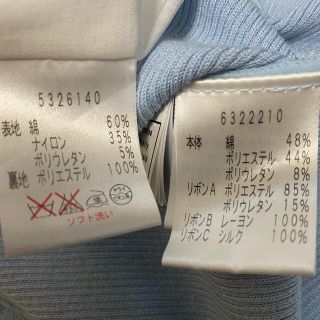 5326140
表地 綿 60%
ナイロン 35%
ポリウレタン 5%
裏地 ポリエステル 100%
ソフト洗い
6322210
本体 綿 48%
ポリエステル 44%
ポリウレタン 8%
リボンA ポリエステル 85%
ポリウレタン 15%
リボンB レーヨン 100%
リボンC シルク 100%